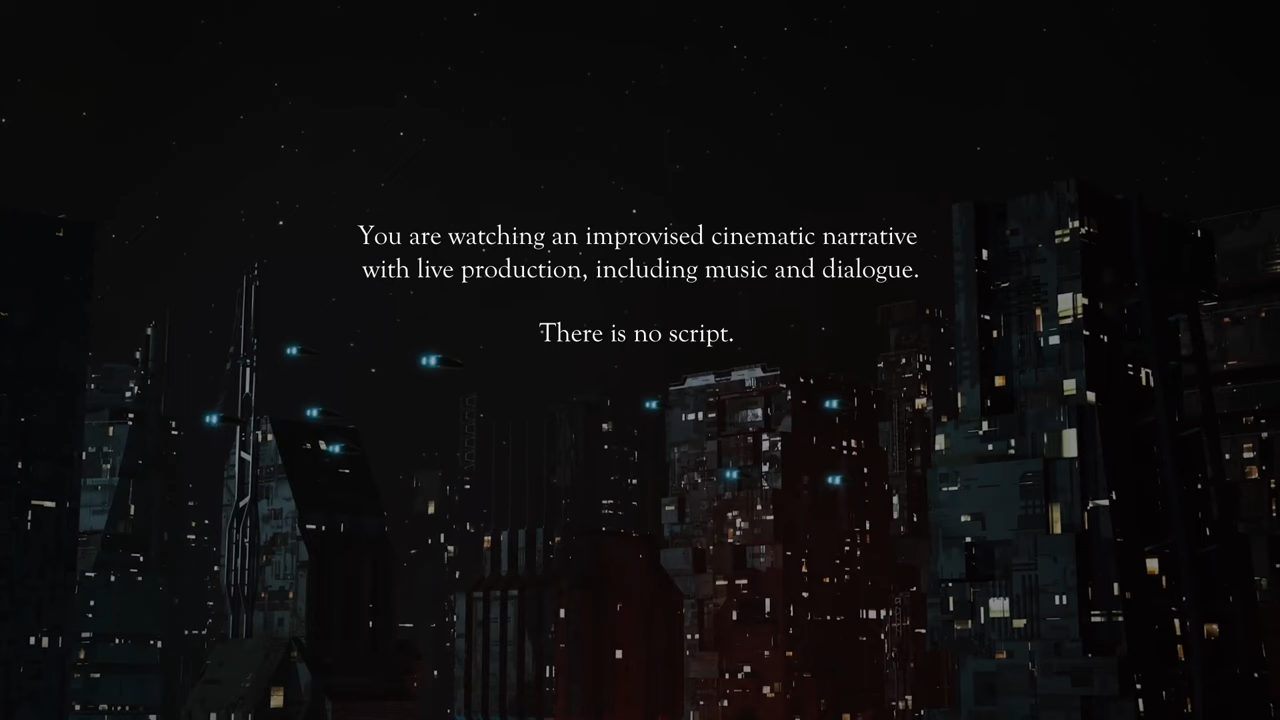 You are watching an improvised cinematic narrative
with live production, including music and dialogue.
There is no script.